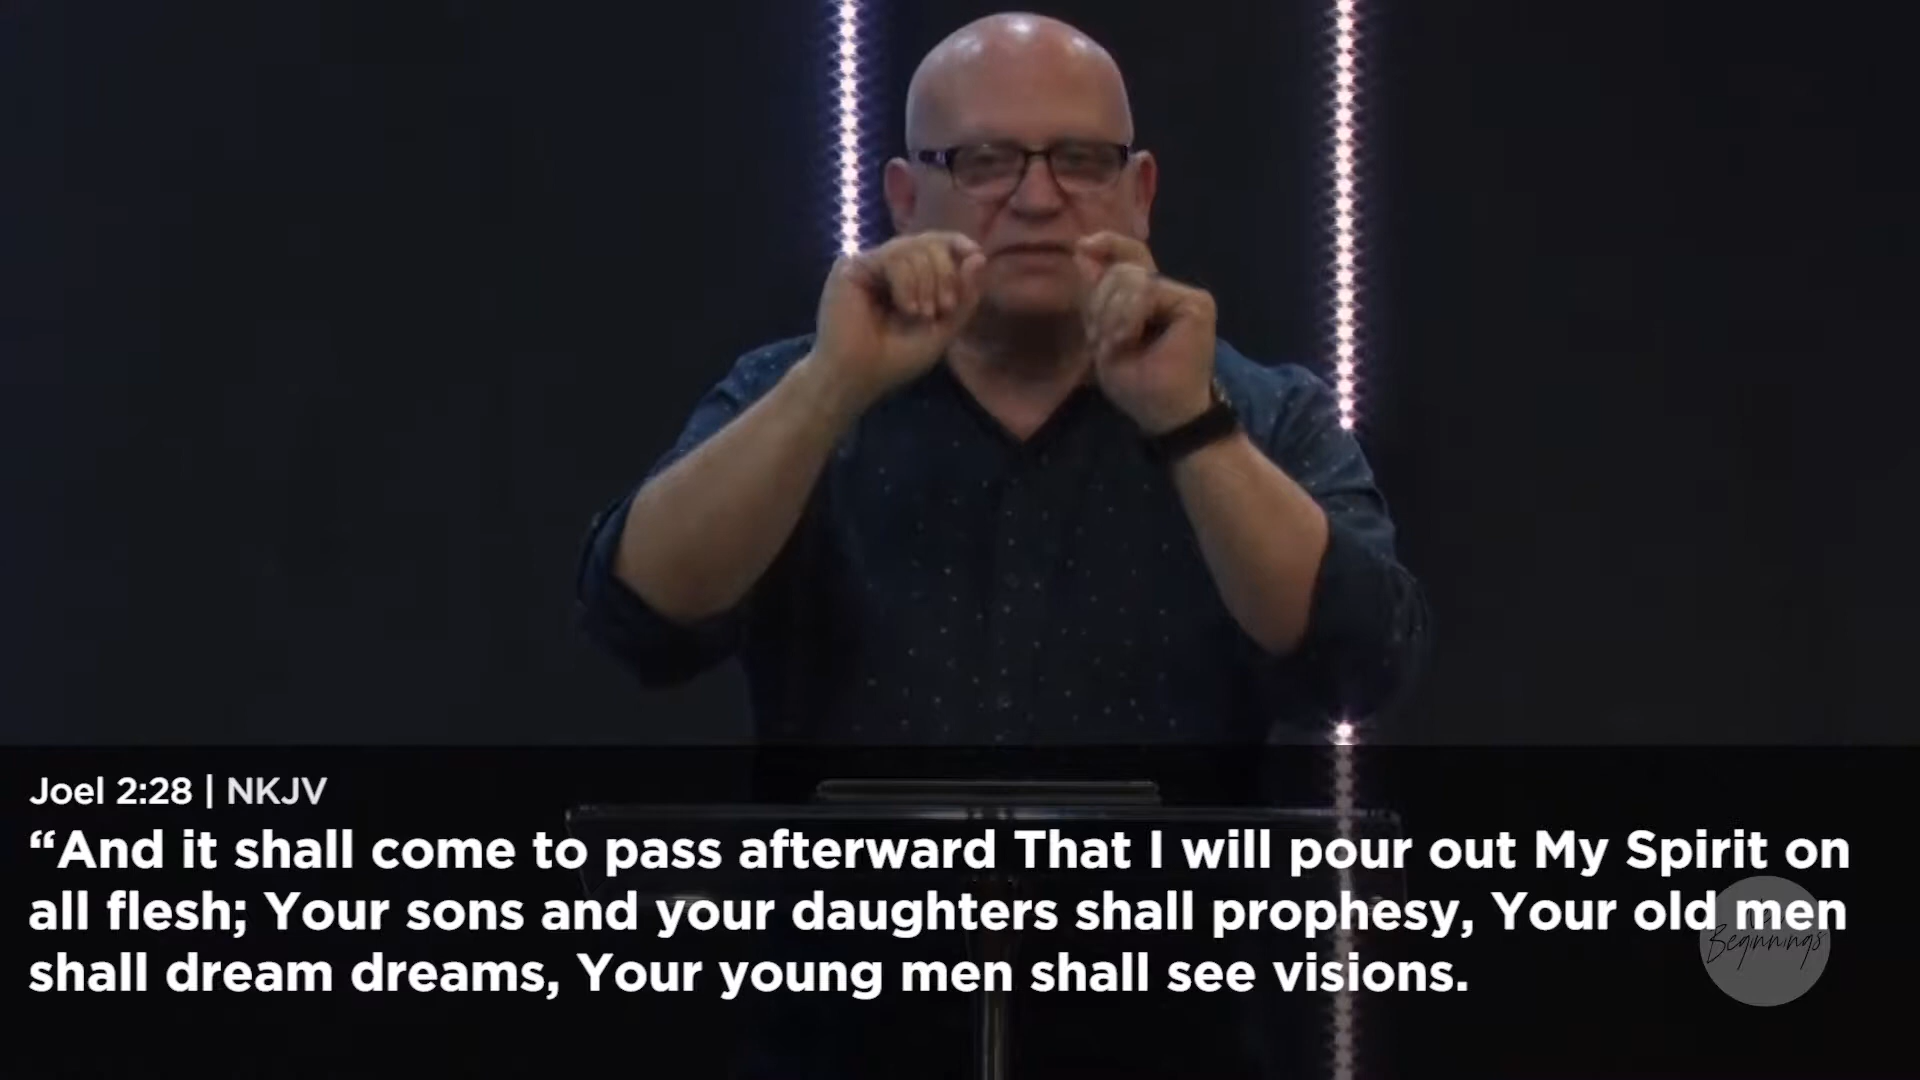 Joel 2:28 | NKJV
“And it shall come to pass afterward That I will pour out My Spirit on
all flesh; Your sons and your daughters shall prophesy, Your old men
shall dream dreams, Your young men shall see visions.
Beginnings